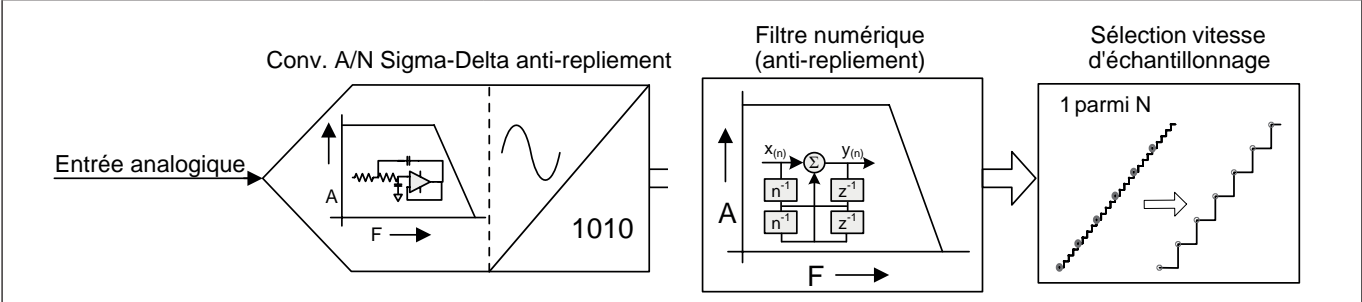 Conv. A/N Sigma-Delta anti-repliement
Entrée analogique
A
F
1010
Filtre numérique
(anti-repliement)
x(n)
Σ
y(n)
n-1
z-1
n-1
z-1
A
F
Sélection vitesse
d'échantillonnage
1 parmi N